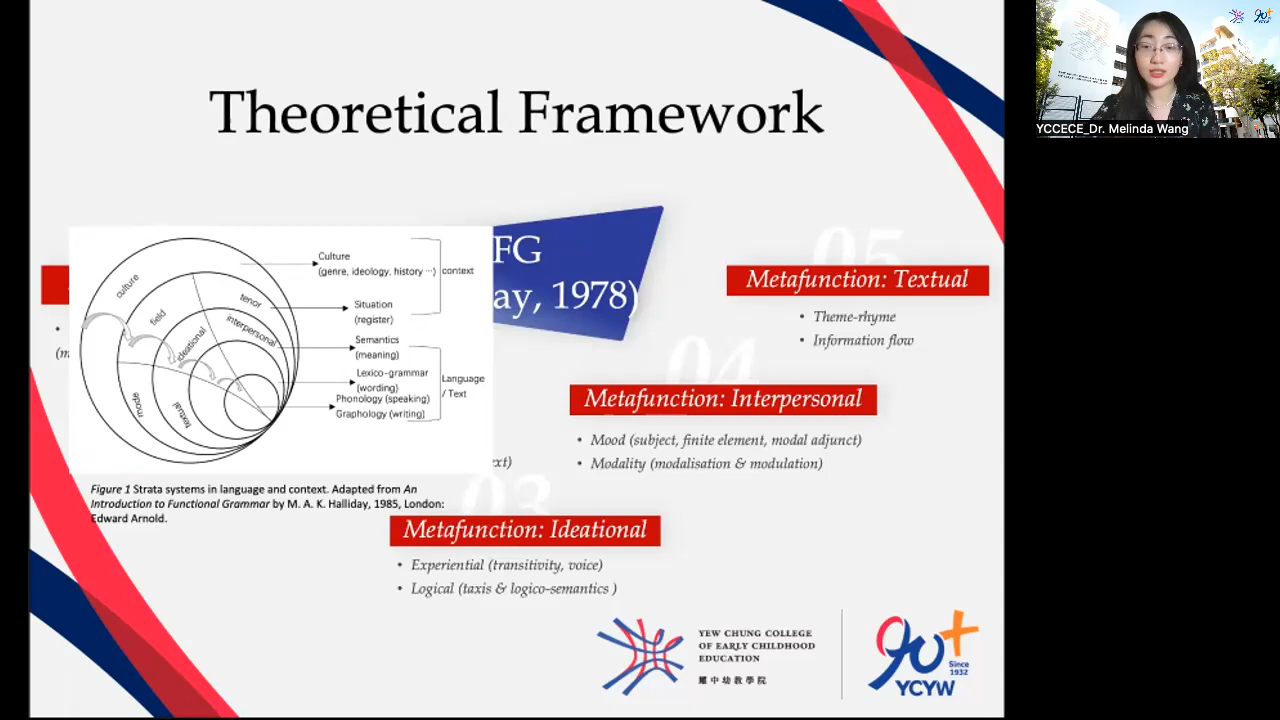 Theoretical Framework
YCCECE_Dr. Melinda Wang
FG
ay, 1978)
culture
field
tenor
ideational
interpersonal
mode
textual
Culture
(genre, ideology, history ···)
context
Situation
(register)
Semantics
(meaning)
Lexico-grammar
(wording)
Phonology (speaking)
Graphology (writing)
Language
/ Text
(m
ext)
Figure 1 Strata systems in language and context. Adapted from An
Introduction to Functional Grammar by M. A. K. Halliday, 1985, London:
Edward Arnold.
05
Metafunction: Textual
• Theme-rhyme
• Information flow
04
Metafunction: Interpersonal
• Mood (subject, finite element, modal adjunct)
• Modality (modalisation & modulation)
03
Metafunction: Ideational
• Experiential (transitivity, voice)
• Logical (taxis & logico-semantics )
YEW CHUNG COLLEGE
OF EARLY CHILDHOOD
EDUCATION
耀中幼教學院
90+
Since
1932
YCYW